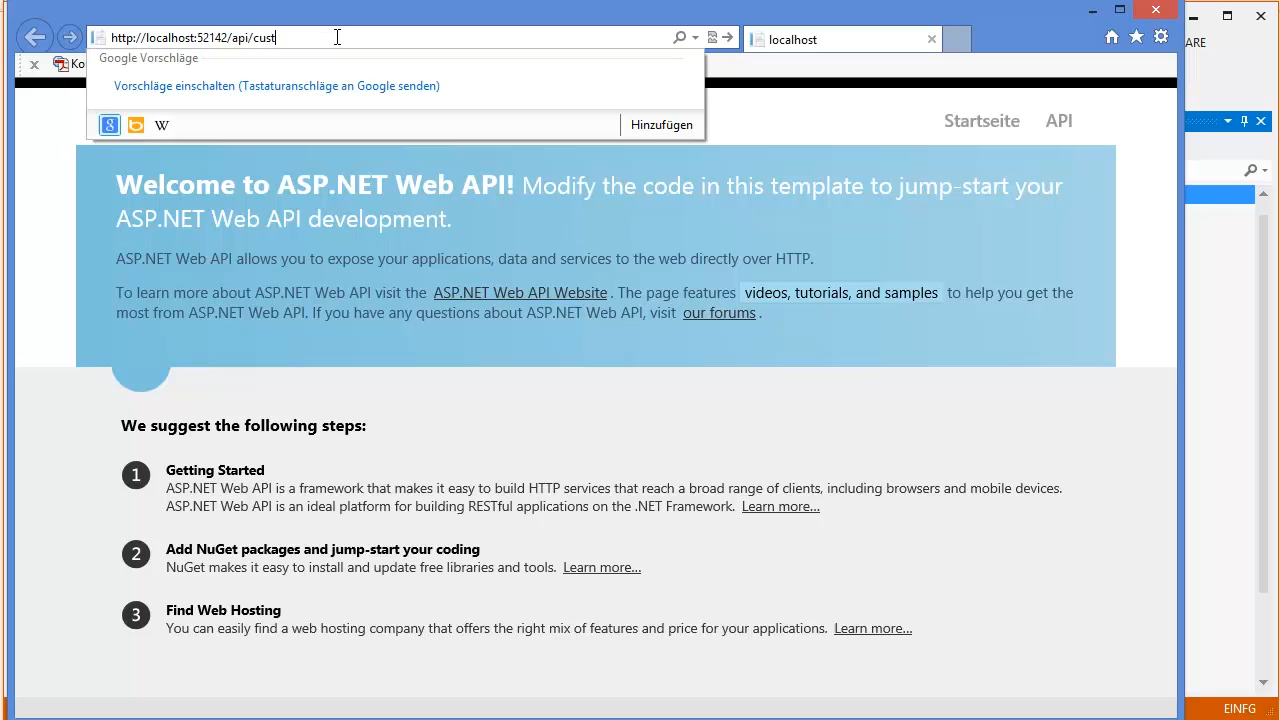 http://localhost:52142/api/cust
localhost
ARE
Ko
Google Vorschläge
Vorschläge einschalten (Tastaturanschläge an Google senden)
Hinzufügen
Startseite API
Welcome to ASP.NET Web API! Modify the code in this template to jump-start your
ASP.NET Web API development.
ASP.NET Web API allows you to expose your applications, data and services to the web directly over HTTP.
To learn more about ASP.NET Web API visit the ASP.NET Web API Website . The page features videos, tutorials, and samples to help you get the
most from ASP.NET Web API. If you have any questions about ASP.NET Web API, visit our forums .
We suggest the following steps:
1 Getting Started
ASP.NET Web API is a framework that makes it easy to build HTTP services that reach a broad range of clients, including browsers and mobile devices.
ASP.NET Web API is an ideal platform for building RESTful applications on the .NET Framework. Learn more...
2 Add NuGet packages and jump-start your coding
NuGet makes it easy to install and update free libraries and tools. Learn more...
3 Find Web Hosting
You can easily find a web hosting company that offers the right mix of features and price for your applications. Learn more...
EINFG